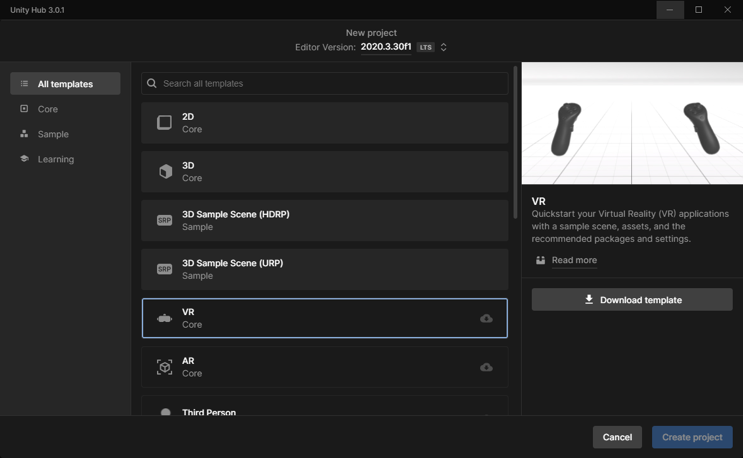 Unity Hub 3.0.1
New project
Editor Version: 2020.3.30f1 LTS
All templates
Core
Sample
Learning
Search all templates
2D
Core
3D
Core
SRP
3D Sample Scene (HDRP)
Sample
SRP
3D Sample Scene (URP)
Sample
VR
Core
AR
Core
Third Person
VR
Quickstart your Virtual Reality (VR) applications
with a sample scene, assets, and the
recommended packages and settings.
Read more
Download template
Cancel
Create project